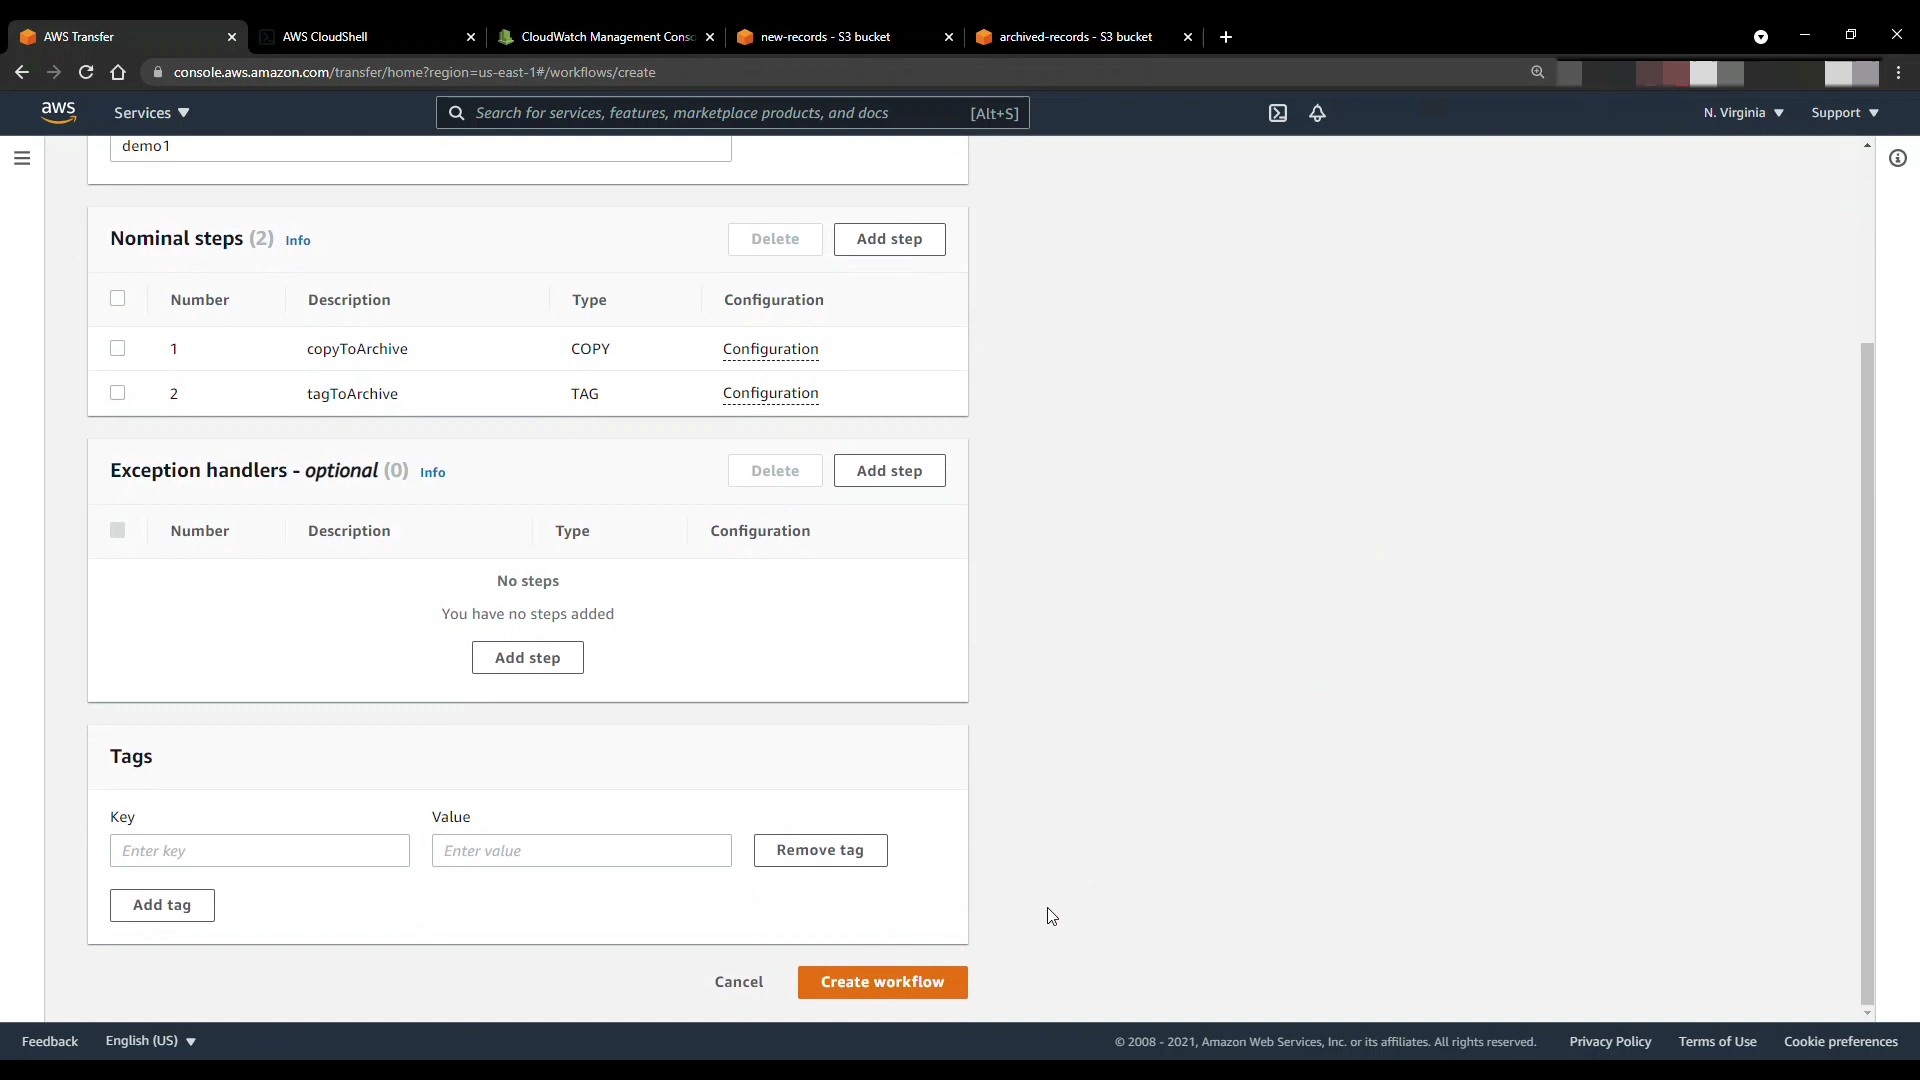 AWS Transfer
AWS CloudShell
CloudWatch Management Conso
new-records - S3 bucket
archived-records - S3 bucket
console.aws.amazon.com/transfer/home?region=us-east-1#/workflows/create
aws
Services
Search for services, features, marketplace products, and docs
[Alt+S]
N. Virginia
Support
demo1
Nominal steps (2) Info
Delete
Add step
Number Description Type Configuration
1 copyToArchive COPY Configuration
2 tagToArchive TAG Configuration
Exception handlers - optional (0) Info
Delete
Add step
Number Description Type Configuration
No steps
You have no steps added
Add step
Tags
Key Value
Enter key Enter value Remove tag
Add tag
Cancel Create workflow
Feedback English (US)
© 2008 - 2021, Amazon Web Services, Inc. or its affiliates. All rights reserved. Privacy Policy Terms of Use Cookie preferences